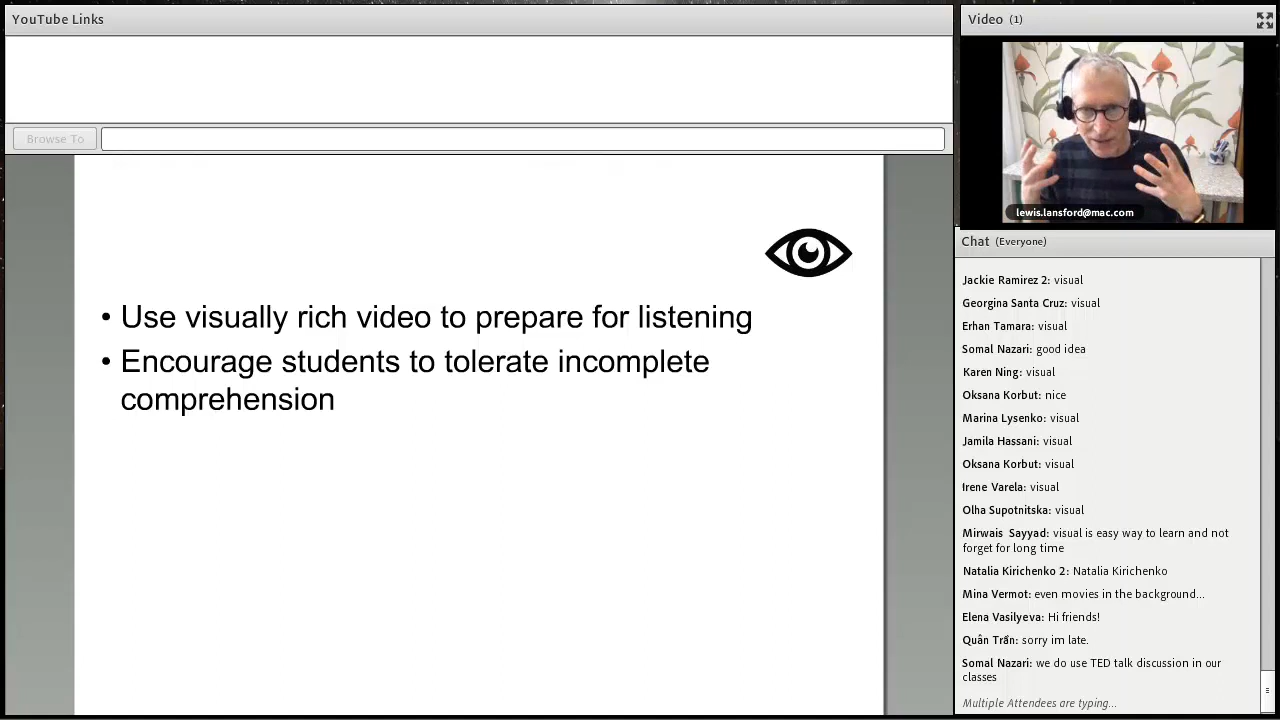 YouTube Links
Browse To
• Use visually rich video to prepare for listening
• Encourage students to tolerate incomplete
comprehension
Video (1)
lewis.lansford@mac.com
Chat (Everyone)
Jackie Ramirez 2: visual
Georgina Santa Cruz: visual
Erhan Tamara: visual
Somal Nazari: good idea
Karen Ning: visual
Oksana Korbut: nice
Marina Lysenko: visual
Jamila Hassani: visual
Oksana Korbut: visual
Irene Varela: visual
Olha Supotnitska: visual
Mirwais Sayyad: visual is easy way to learn and not
forget for long time
Natalia Kirichenko 2: Natalia Kirichenko
Mina Vermot: even movies in the background...
Elena Vasilyeva: Hi friends!
Quân Trần: sorry im late.
Somal Nazari: we do use TED talk discussion in our
classes
Multiple Attendees are typing...